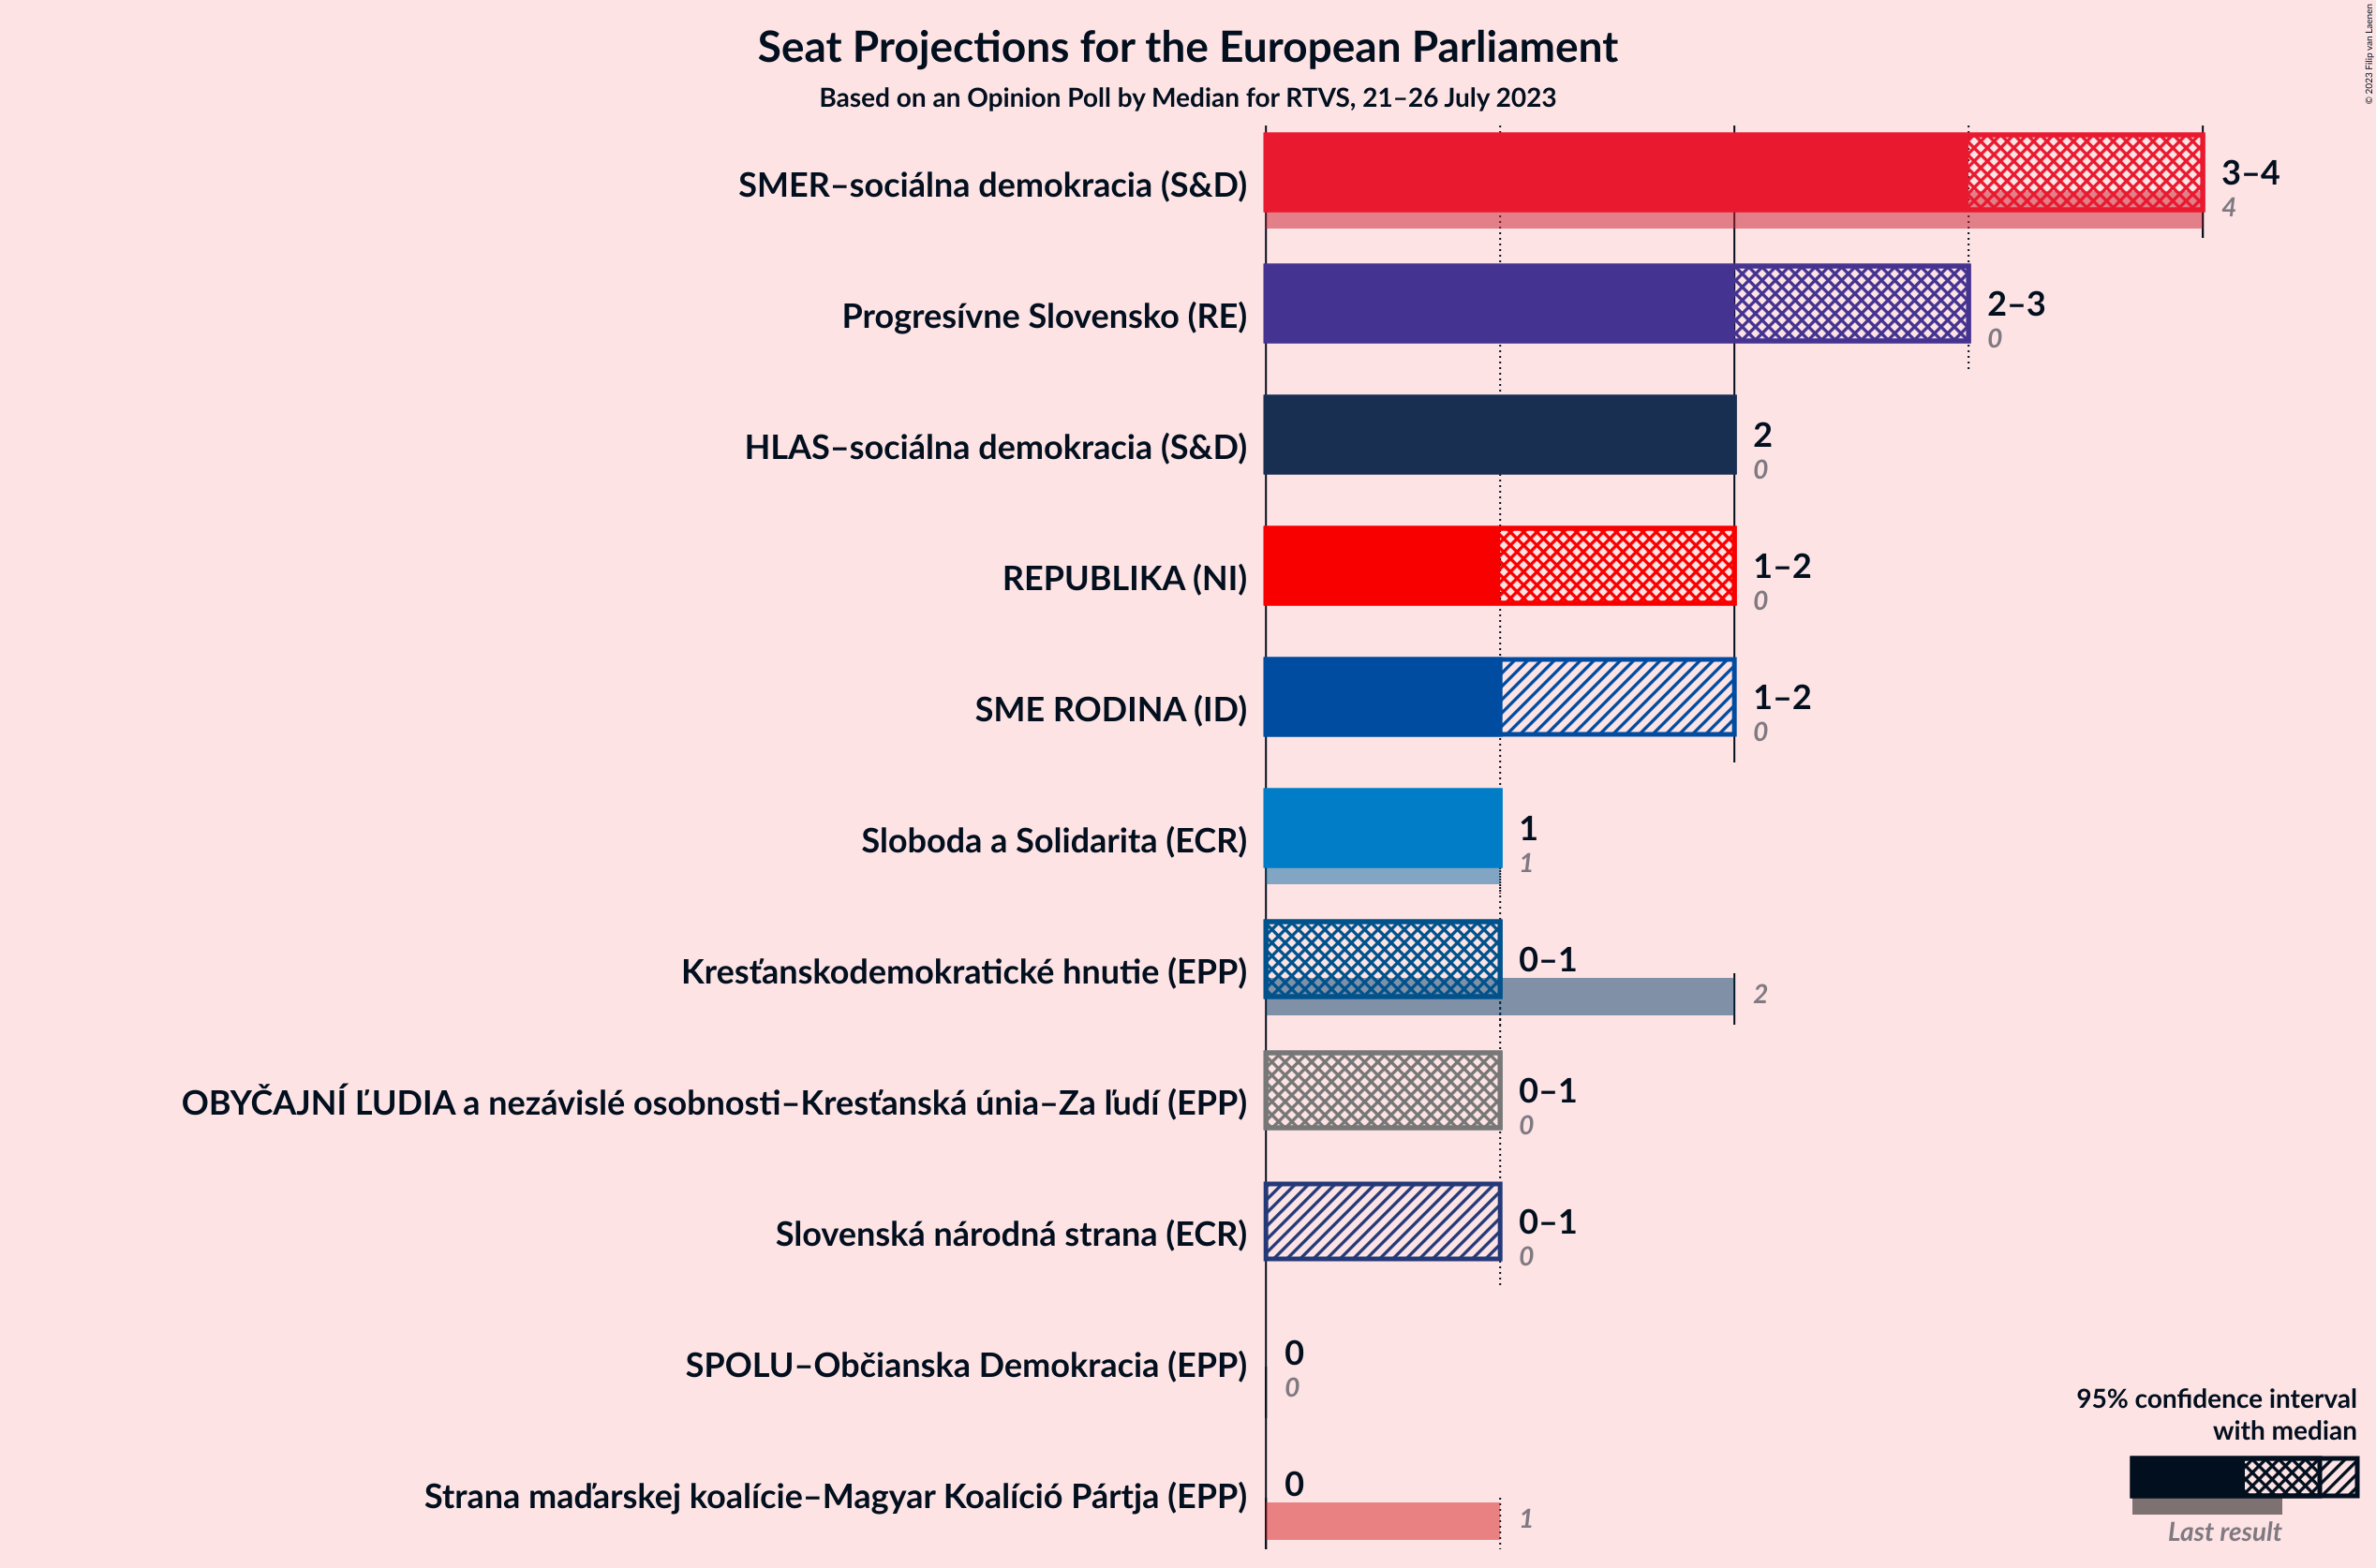 Seat Projections for the European Parliament
Based on an Opinion Poll by Median for RTVS, 21–26 July 2023
© 2023 Filip van Laenen
SMER–sociálna demokracia (S&D)
3–4
4
Progresívne Slovensko (RE)
2–3
0
HLAS–sociálna demokracia (S&D)
2
0
REPUBLIKA (NI)
1–2
0
SME RODINA (ID)
1–2
0
Sloboda a Solidarita (ECR)
1
1
Kresťanskodemokratické hnutie (EPP)
0–1
2
OBYČAJNÍ ĽUDIA a nezávislé osobnosti–Kresťanská únia–Za ľudí (EPP)
0–1
0
Slovenská národná strana (ECR)
0–1
0
SPOLU–Občianska Demokracia (EPP)
0
0
Strana maďarskej koalície–Magyar Koalíció Pártja (EPP)
0
1
95% confidence interval
with median
Last result